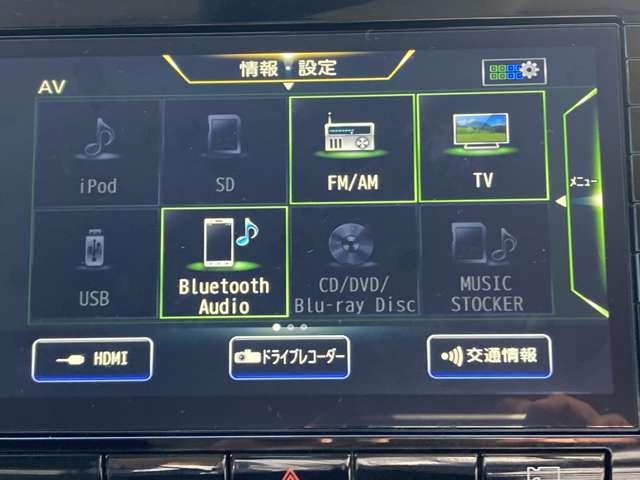 情報・設定
AV
iPod
SD
FM/AM
TV
メニュー
USB
Bluetooth
Audio
CD/DVD/
Blu-ray Disc
MUSIC
STOCKER
HDMI
ドライブレコーダー
交通情報